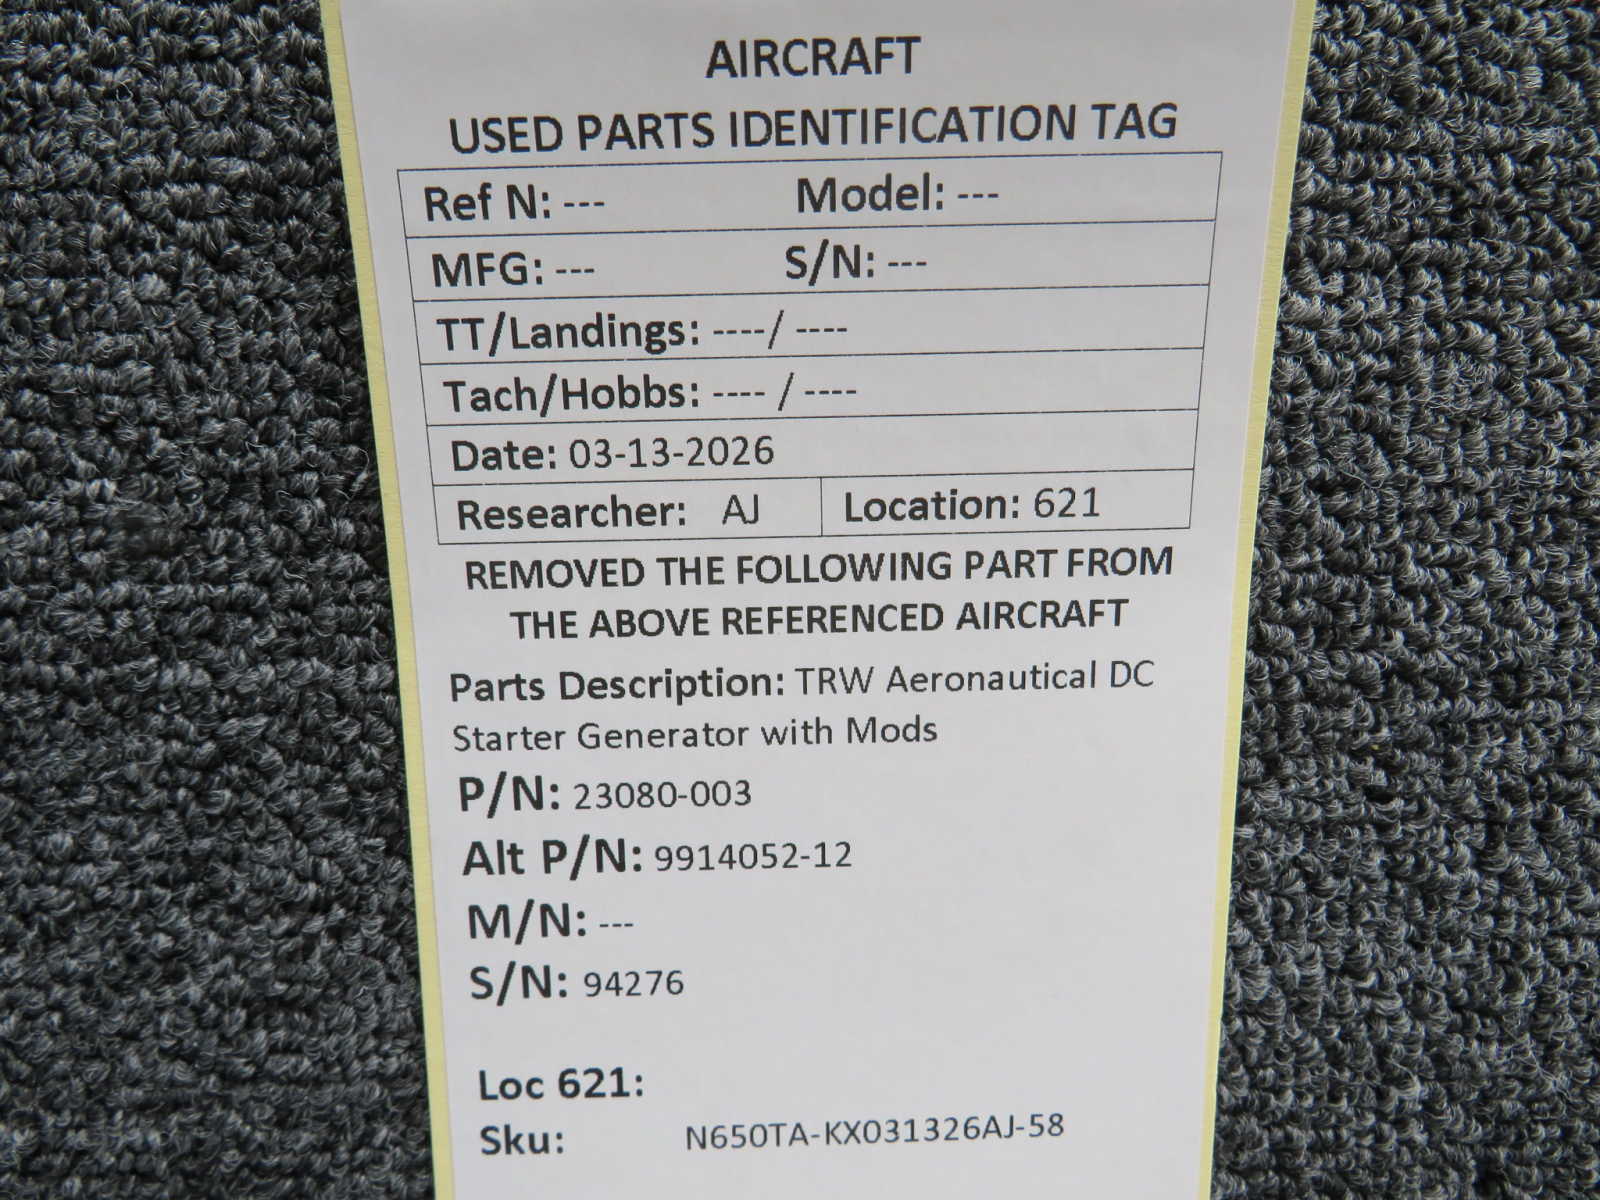 AIRCRAFT
USED PARTS IDENTIFICATION TAG
Ref N: --- Model: ---
MFG: --- S/N: ---
TT/Landings: ----/ ----
Tach/Hobbs: ---- / ----
Date: 03-13-2026
Researcher: AJ Location: 621
REMOVED THE FOLLOWING PART FROM
THE ABOVE REFERENCED AIRCRAFT
Parts Description: TRW Aeronautical DC
Starter Generator with Mods
P/N: 23080-003
Alt P/N: 9914052-12
M/N: ---
S/N: 94276
Loc 621:
Sku: N650TA-KX031326AJ-58